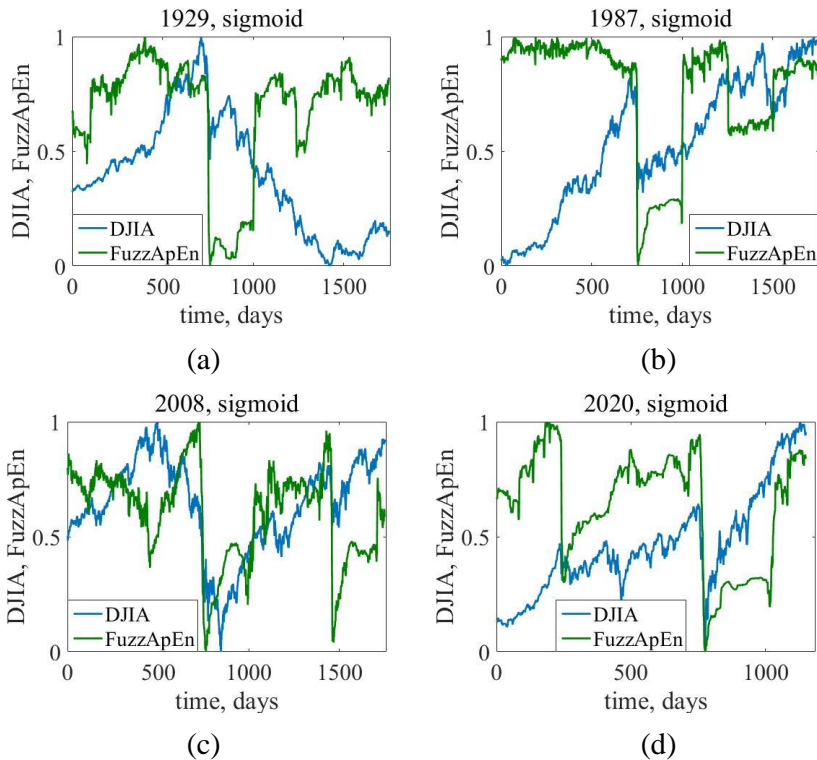 1929, sigmoid
DJIA, FuzzApEn
1
0.5
0
DJIA
FuzzApEn
0 500 1000 1500
time, days
(a)
1987, sigmoid
DJIA, FuzzApEn
1
0.5
0
DJIA
FuzzApEn
0 500 1000 1500
time, days
(b)
2008, sigmoid
DJIA, FuzzApEn
1
0.5
0
DJIA
FuzzApEn
0 500 1000 1500
time, days
(c)
2020, sigmoid
DJIA, FuzzApEn
1
0.5
0
DJIA
FuzzApEn
0 500 1000
time, days
(d)